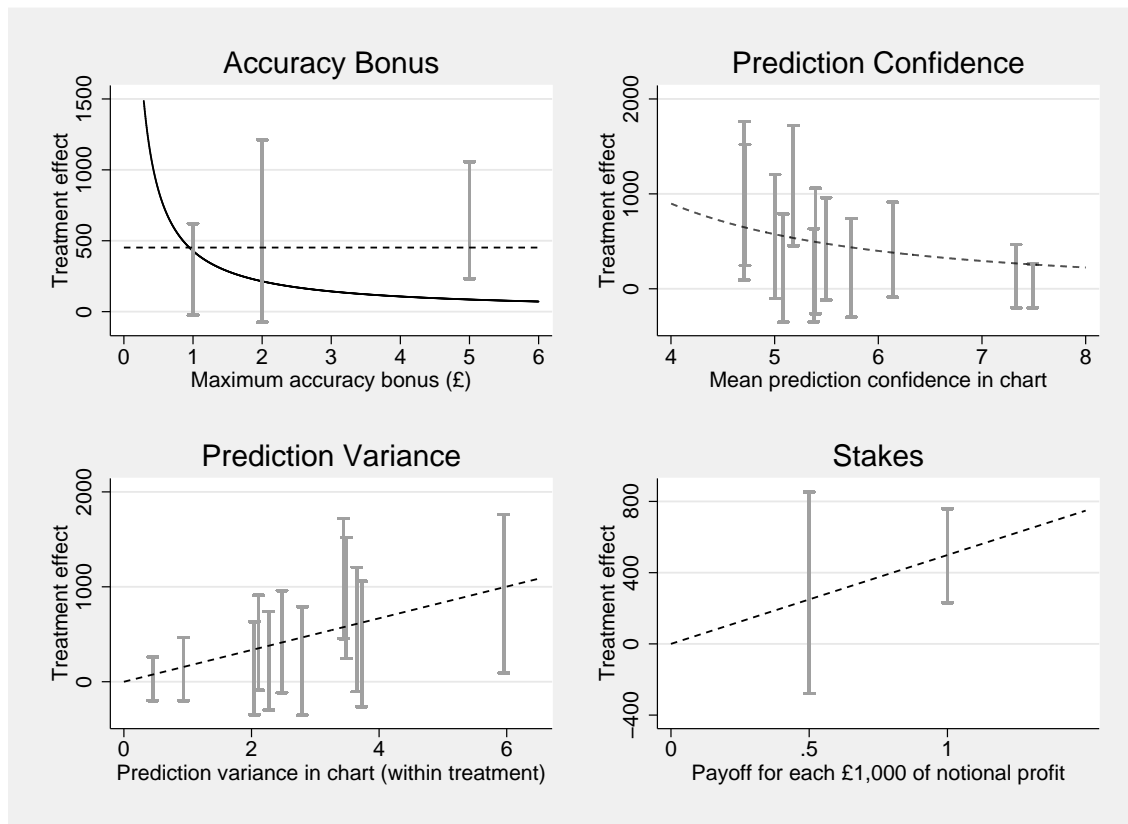 Accuracy Bonus
Treatment effect
1500
1000
500
0
0 1 2 3 4 5 6
Maximum accuracy bonus (£)
Prediction Confidence
Treatment effect
2000
1000
0
4 5 6 7 8
Mean prediction confidence in chart
Prediction Variance
Treatment effect
2000
1000
0
0 2 4 6
Prediction variance in chart (within treatment)
Stakes
Treatment effect
800
400
0
−400
0 .5 1
Payoff for each £1,000 of notional profit